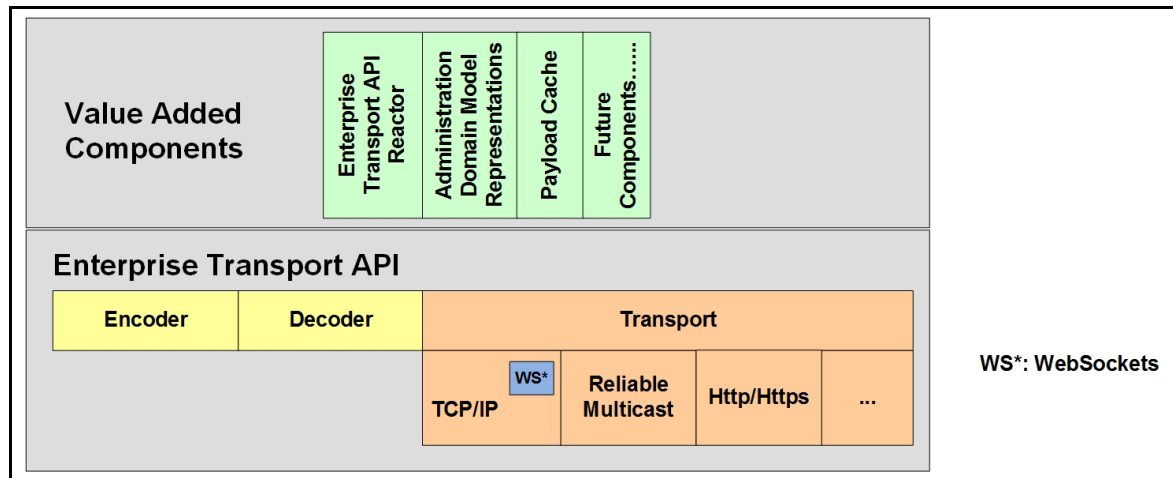 Value Added
Components
Enterprise
Transport API
Reactor
Administration
Domain Model
Representations
Payload Cache
Future
Components......
Enterprise Transport API
Encoder
Decoder
Transport
TCP/IP
WS*
Reliable
Multicast
Http/Https
...
WS*: WebSockets